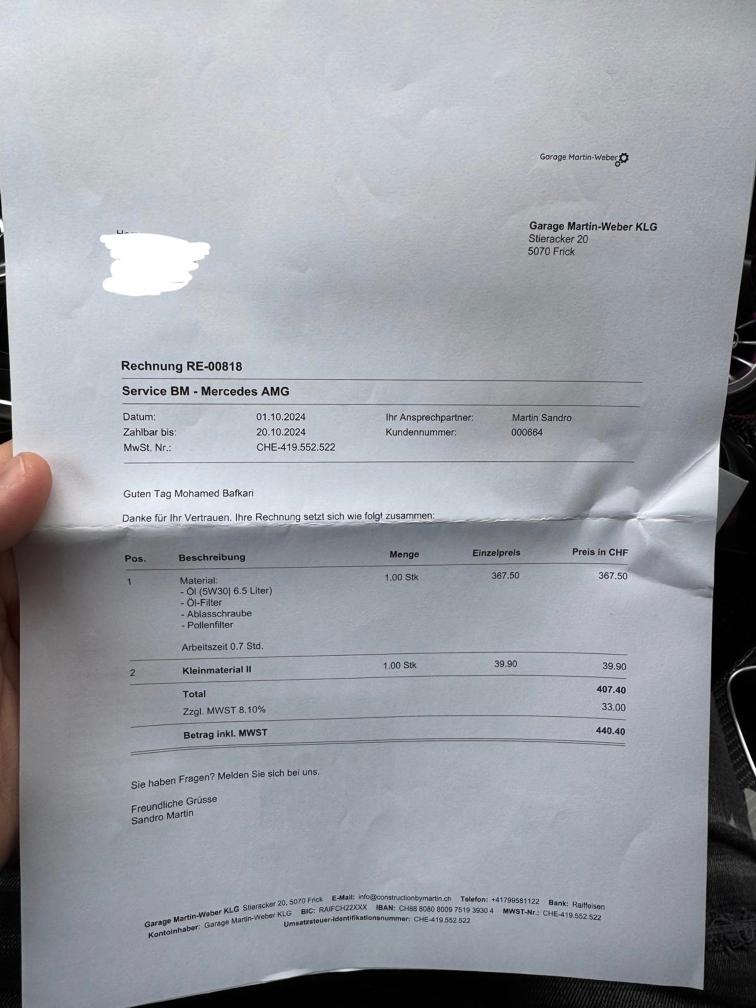 Garage Martin-Weber
Garage Martin-Weber KLG
Stieracker 20
5070 Frick
Rechnung RE-00818
Service BM - Mercedes AMG
Datum: 01.10.2024 Ihr Ansprechpartner: Martin Sandro
Zahlbar bis: 20.10.2024 Kundennummer: 000664
MwSt. Nr.: CHE-419.552.522
Guten Tag Mohamed Bafkari
Danke für Ihr Vertrauen. Ihre Rechnung setzt sich wie folgt zusammen:
Pos. Beschreibung Menge Einzelpreis Preis in CHF
1 Material: 1.00 Stk 367.50 367.50
- Öl (5W30| 6.5 Liter)
- Öl-Filter
- Ablasschraube
- Pollenfilter
Arbeitszeit 0.7 Std.
2 Kleinmaterial II 1.00 Stk 39.90 39.90
Total 407.40
Zzgl. MWST 8.10% 33.00
Betrag inkl. MWST 440.40
Sie haben Fragen? Melden Sie sich bei uns.
Freundliche Grüsse
Sandro Martin
Garage Martin-Weber KLG Stieracker 20, 5070 Frick E-Mail: info@constructionbymartin.ch Telefon: +41799581122 Bank: Raiffeisen
Kontoinhaber: Garage Martin-Weber KLG BIC: RAIFCH22XXX IBAN: CH88 8080 8009 7519 3930 4 MWST-Nr.: CHE-419.552.522
Umsatzsteuer-Identifikationsnummer: CHE-419.552.522